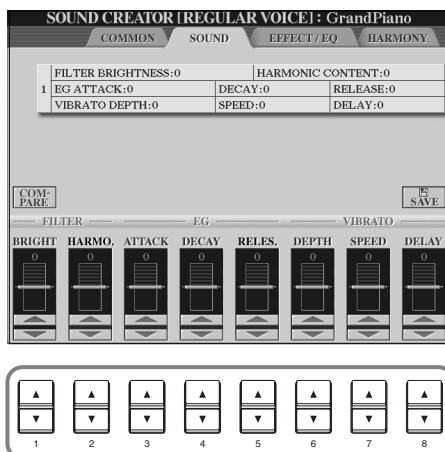 SOUND CREATOR [REGULAR VOICE] : GrandPiano
COMMON SOUND EFFECT / EQ HARMONY
FILTER BRIGHTNESS:0 HARMONIC CONTENT:0
1 EG ATTACK:0 DECAY:0 RELEASE:0
VIBRATO DEPTH:0 SPEED:0 DELAY:0
COM-
PARE
SAVE
FILTER EG VIBRATO
BRIGHT HARMO. ATTACK DECAY RELES. DEPTH SPEED DELAY
0 0 0 0 0 0 0 0
1 2 3 4 5 6 7 8